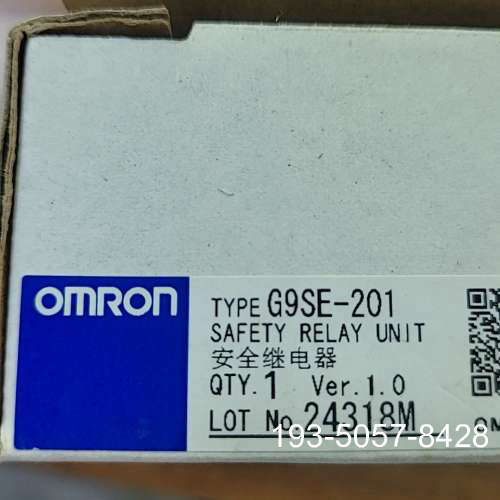 OMRON
TYPE G9SE-201
SAFETY RELAY UNIT
安全继电器
QTY. 1 Ver.1.0
LOT No. 24318M
193-5057-8428